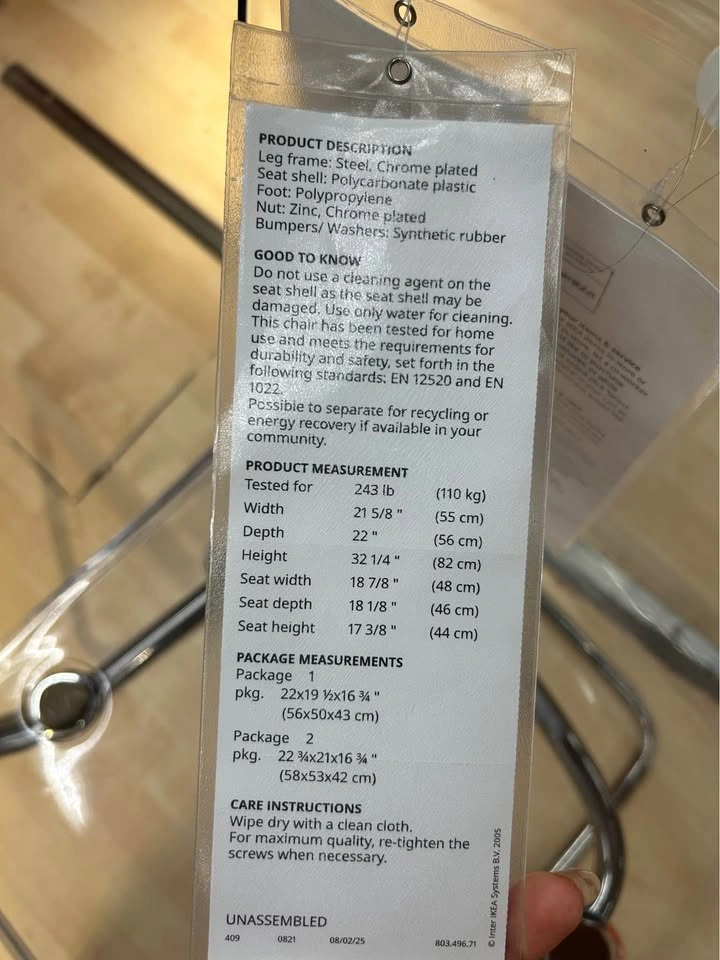 PRODUCT DESCRIPTION
Leg frame: Steel, Chrome plated
Seat shell: Polycarbonate plastic
Foot: Polypropylene
Nut: Zinc, Chrome plated
Bumpers/ Washers: Synthetic rubber
GOOD TO KNOW
Do not use a cleaning agent on the
seat shell as the seat shell may be
damaged. Use only water for cleaning.
This chair has been tested for home
use and meets the requirements for
durability and safety, set forth in the
following standards: EN 12520 and EN
1022.
Possible to separate for recycling or
energy recovery if available in your
community.
PRODUCT MEASUREMENT
Tested for 243 lb (110 kg)
Width 21 5/8 " (55 cm)
Depth 22 " (56 cm)
Height 32 1/4 " (82 cm)
Seat width 18 7/8 " (48 cm)
Seat depth 18 1/8 " (46 cm)
Seat height 17 3/8 " (44 cm)
PACKAGE MEASUREMENTS
Package 1
pkg. 22x19 ½x16 ¾ "
(56x50x43 cm)
Package 2
pkg. 22 ¾x21x16 ¾ "
(58x53x42 cm)
CARE INSTRUCTIONS
Wipe dry with a clean cloth.
For maximum quality, re-tighten the
screws when necessary.
UNASSEMBLED
409 0821 08/02/25 803.496.71
© Inter IKEA Systems B.V. 2005